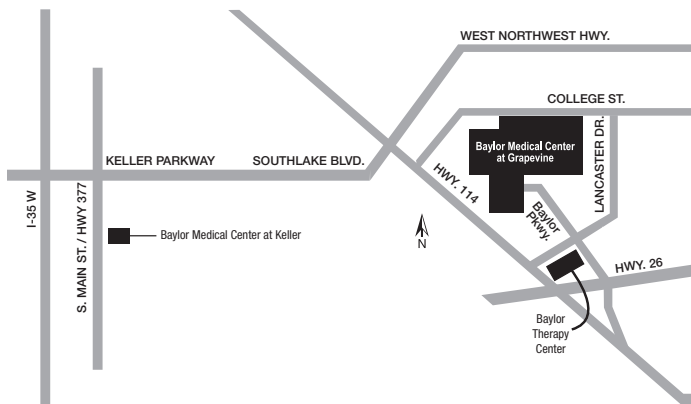 WEST NORTHWEST HWY.
COLLEGE ST.
KELLER PARKWAY
SOUTHLAKE BLVD.
Baylor Medical Center
at Grapevine
LANCASTER DR.
HWY. 114
Baylor
Pkwy.
I-35 W
S. MAIN ST. / HWY 377
Baylor Medical Center at Keller
N
HWY. 26
Baylor
Therapy
Center